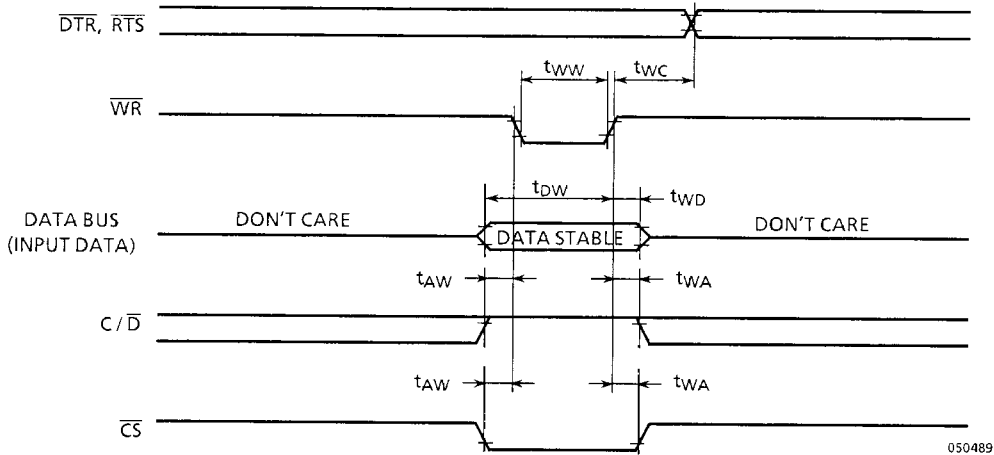 DTR, RTS
tWW
tWC
WR
tDW
tWD
DATA BUS
(INPUT DATA)
DON'T CARE
DATA STABLE
DON'T CARE
tAW
tWA
C / D
tAW
tWA
CS
050489